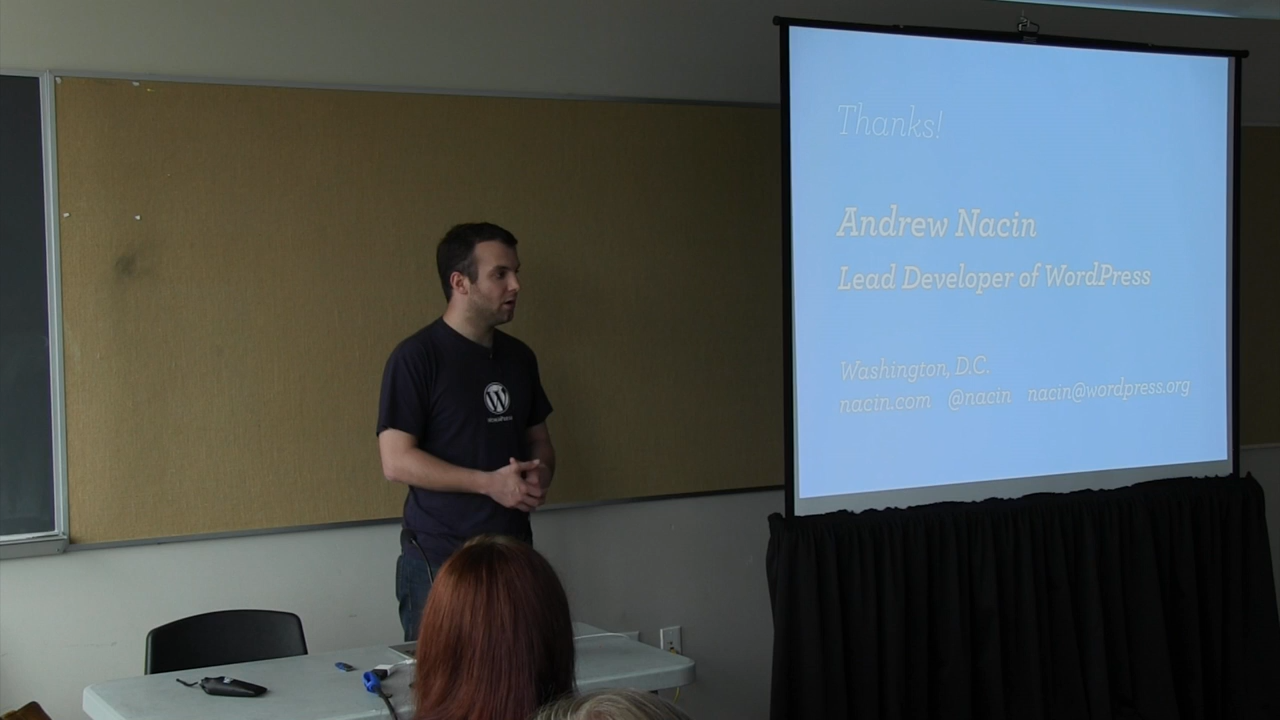 Thanks!
Andrew Nacin
Lead Developer of WordPress
Washington, D.C.
nacin.com @nacin nacin@wordpress.org
W